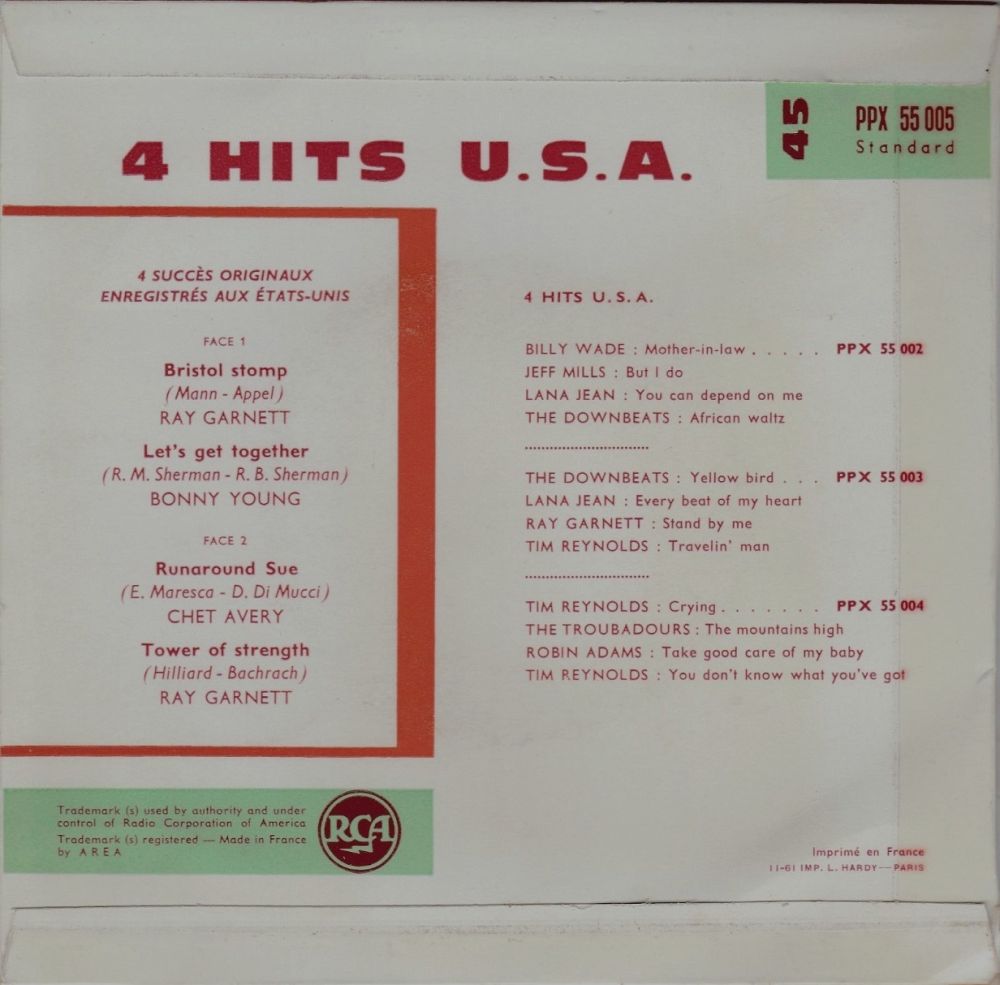 4 HITS U.S.A.
45
PPX 55 005
Standard
4 SUCCÈS ORIGINAUX
ENREGISTRÉS AUX ÉTATS-UNIS
FACE 1
Bristol stomp
(Mann - Appel)
RAY GARNETT
Let's get together
(R. M. Sherman - R. B. Sherman)
BONNY YOUNG
FACE 2
Runaround Sue
(E. Maresca - D. Di Mucci)
CHET AVERY
Tower of strength
(Hilliard - Bachrach)
RAY GARNETT
4 HITS U.S.A.
BILLY WADE : Mother-in-law . . . . . PPX 55 002
JEFF MILLS : But I do
LANA JEAN : You can depend on me
THE DOWNBEATS : African waltz
THE DOWNBEATS : Yellow bird . . . PPX 55 003
LANA JEAN : Every beat of my heart
RAY GARNETT : Stand by me
TIM REYNOLDS : Travelin' man
TIM REYNOLDS : Crying . . . . . . . PPX 55 004
THE TROUBADOURS : The mountains high
ROBIN ADAMS : Take good care of my baby
TIM REYNOLDS : You don't know what you've got
Trademark (s) used by authority and under
control of Radio Corporation of America
Trademark (s) registered — Made in France
by AREA
RCA
Imprimé en France
11-61 IMP. L. HARDY — PARIS